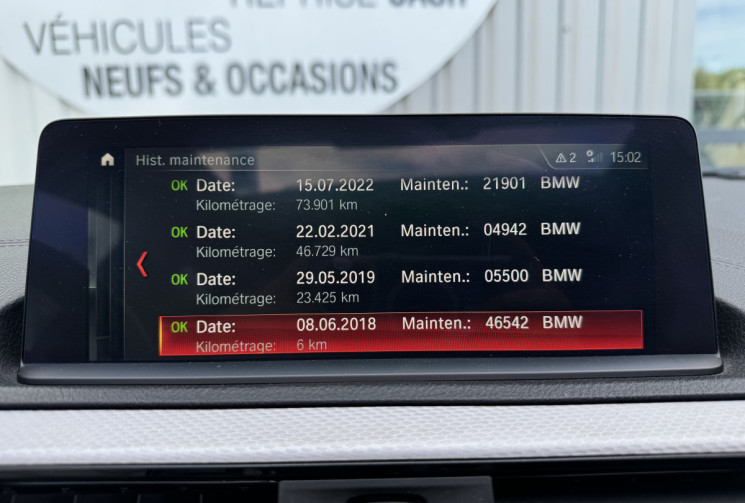 REPRISE CASH
VÉHICULES
NEUFS & OCCASIONS
Hist. maintenance 2 15:02
OK Date: 15.07.2022 Mainten.: 21901 BMW
Kilométrage: 73.901 km
OK Date: 22.02.2021 Mainten.: 04942 BMW
Kilométrage: 46.729 km
OK Date: 29.05.2019 Mainten.: 05500 BMW
Kilométrage: 23.425 km
OK Date: 08.06.2018 Mainten.: 46542 BMW
Kilométrage: 6 km